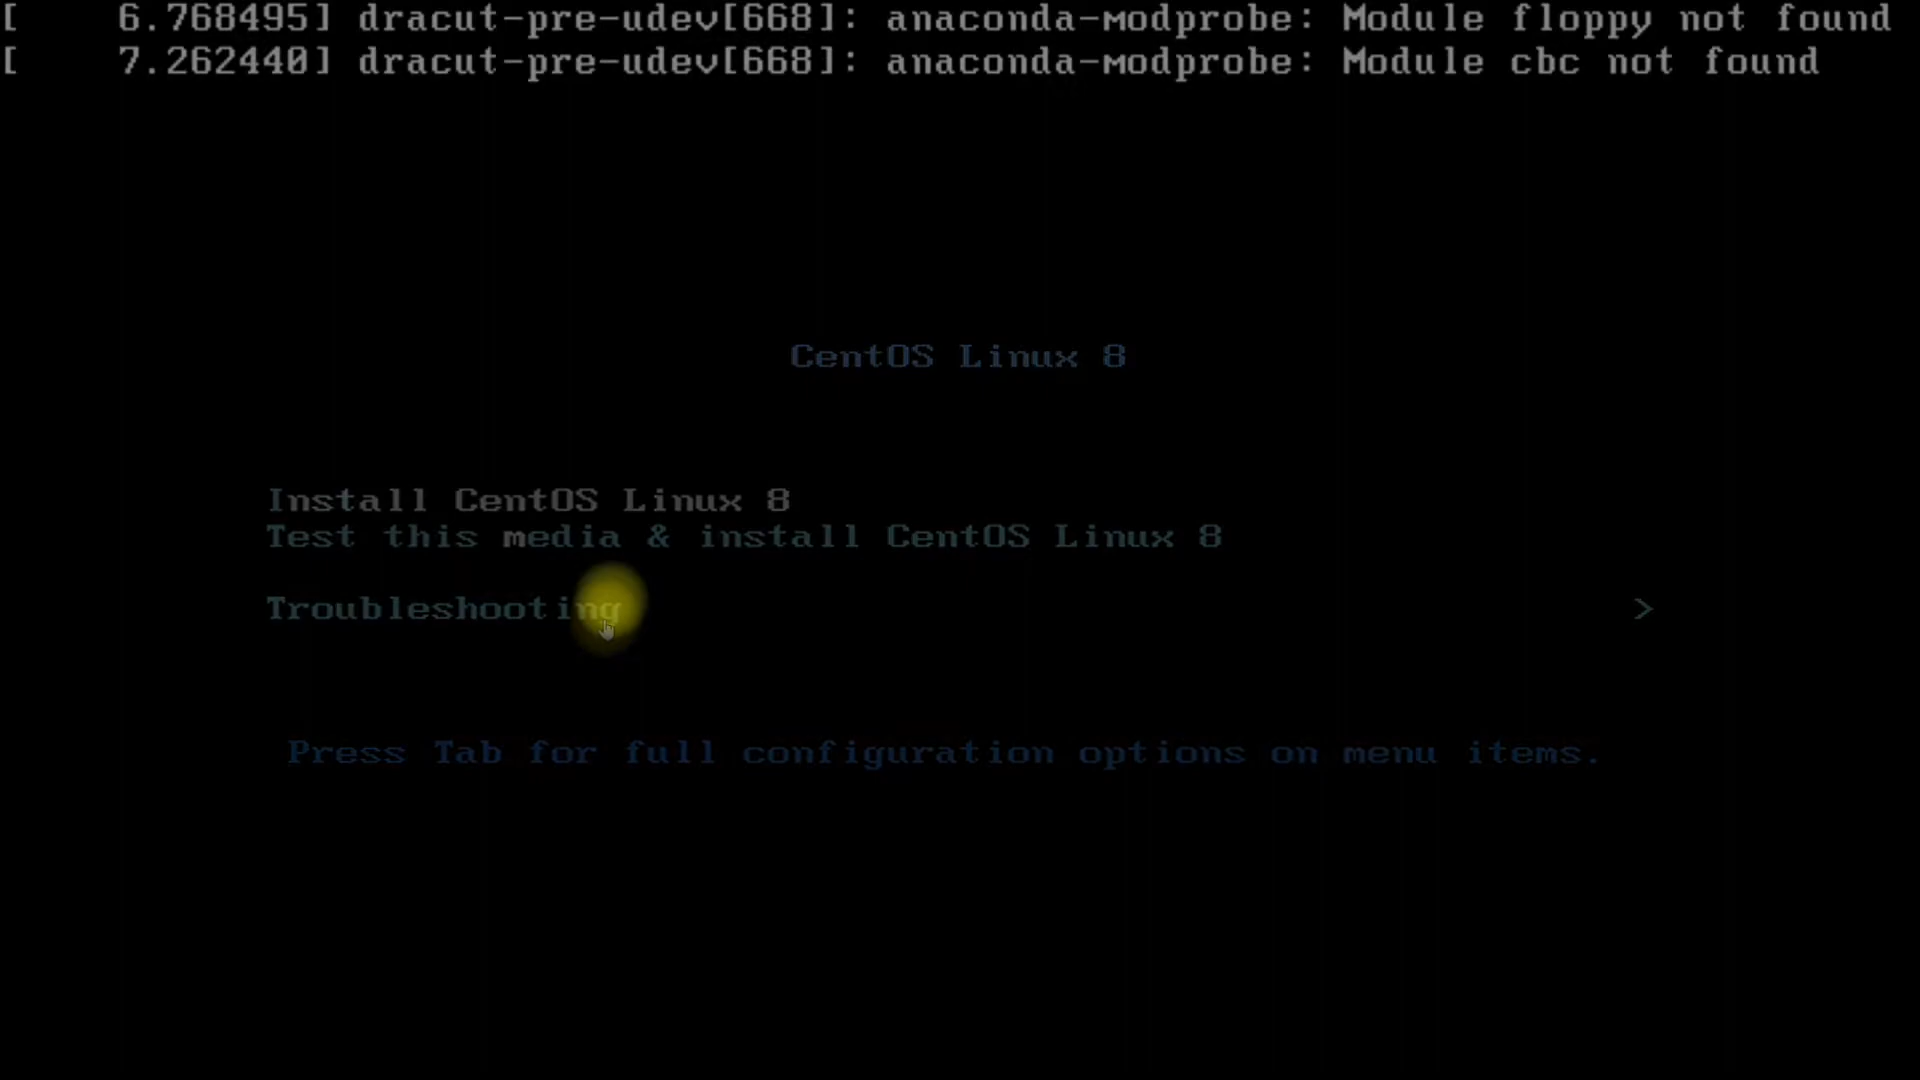 [    6.768495] dracut-pre-udev[668]: anaconda-modprobe: Module floppy not found
[    7.262440] dracut-pre-udev[668]: anaconda-modprobe: Module cbc not found
CentOS Linux 8
Install CentOS Linux 8
Test this media & install CentOS Linux 8
Troubleshooting >
Press Tab for full configuration options on menu items.